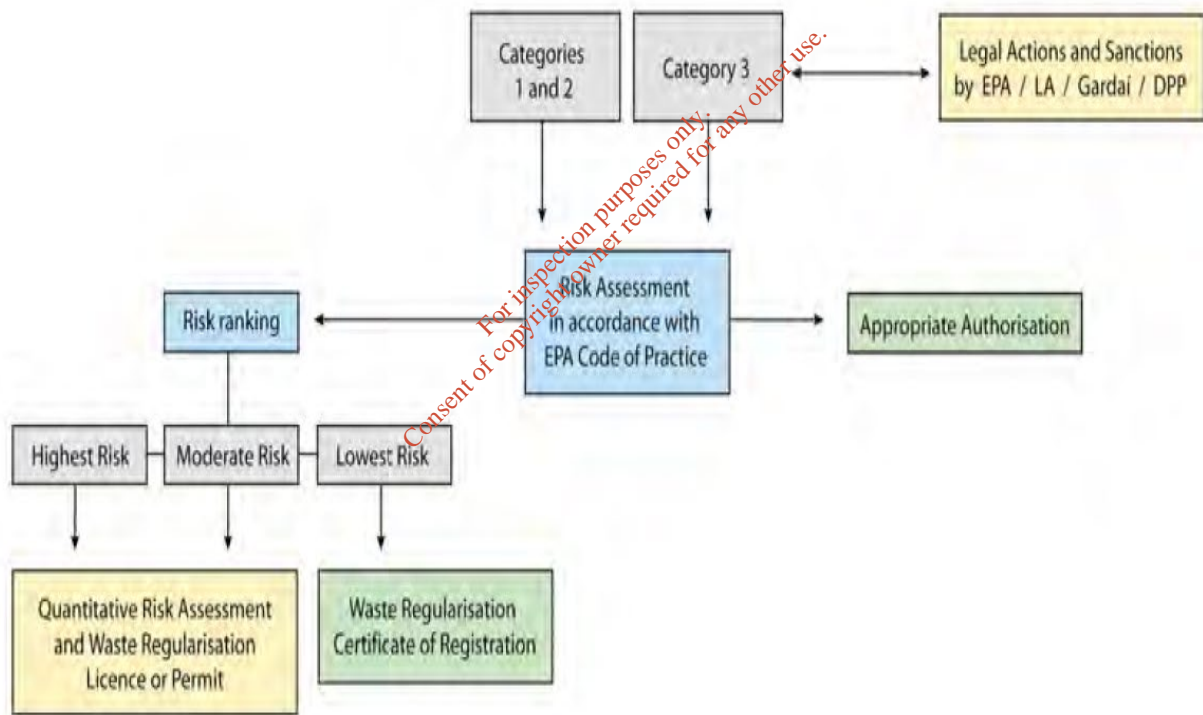 Categories
1 and 2
Category 3
Legal Actions and Sanctions
by EPA / LA / Gardaí / DPP
For inspection purposes only.
Consent of copyright owner required for any other use.
Risk ranking
Risk Assessment
in accordance with
EPA Code of Practice
Appropriate Authorisation
Highest Risk
Moderate Risk
Lowest Risk
Quantitative Risk Assessment
and Waste Regularisation
Licence or Permit
Waste Regularisation
Certificate of Registration